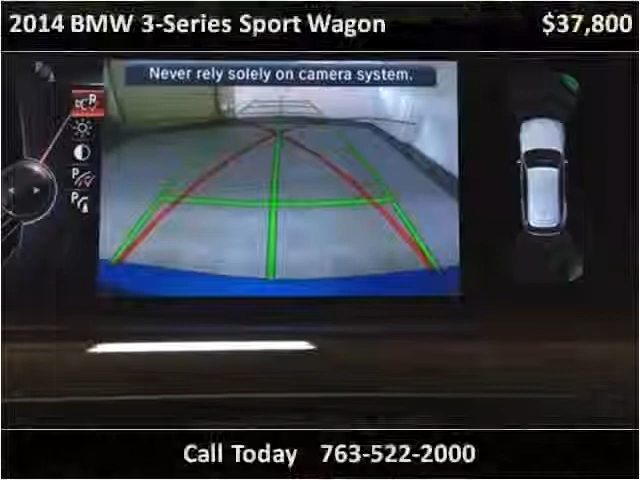 2014 BMW 3-Series Sport Wagon $37,800
Never rely solely on camera system.
P
P
P
P
Call Today 763-522-2000